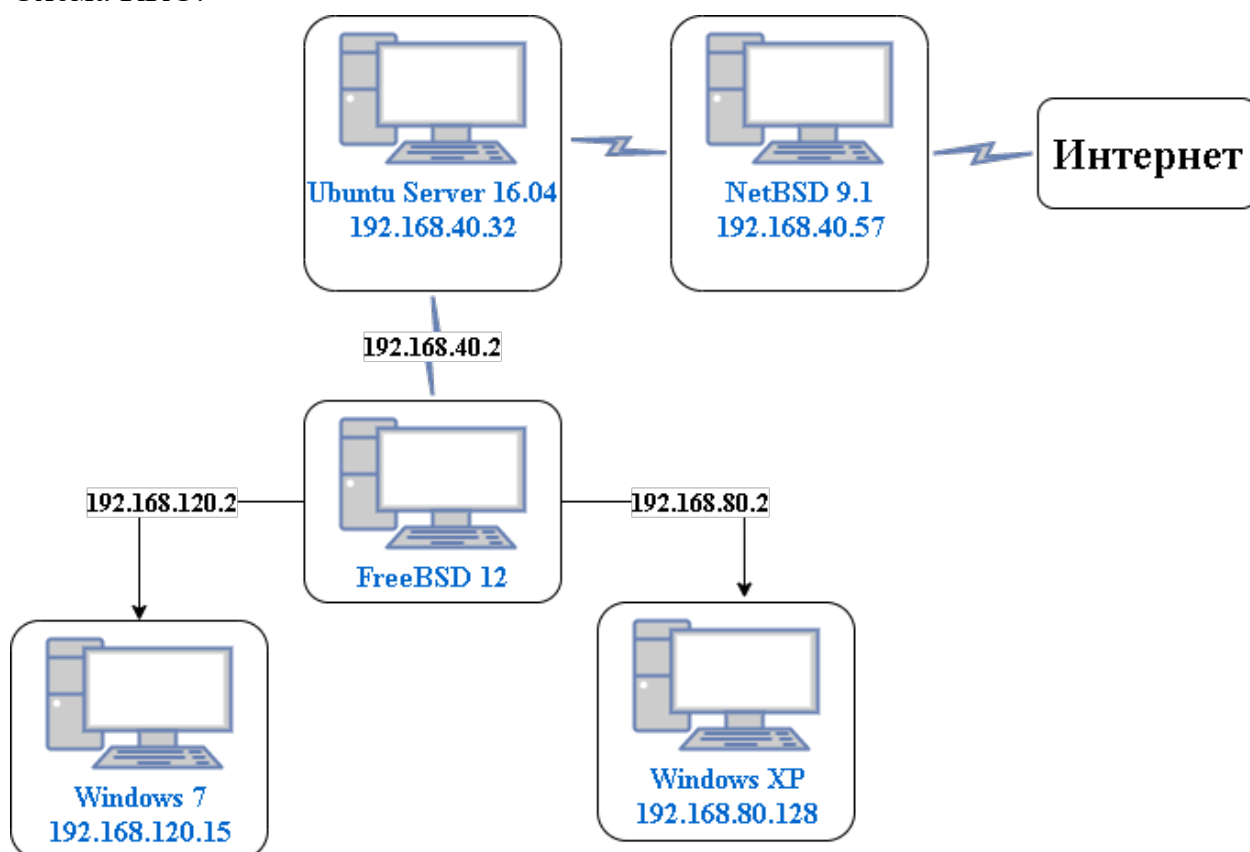 Ubuntu Server 16.04
192.168.40.32
NetBSD 9.1
192.168.40.57
Интернет
192.168.40.2
192.168.120.2
192.168.80.2
FreeBSD 12
Windows 7
192.168.120.15
Windows XP
192.168.80.128